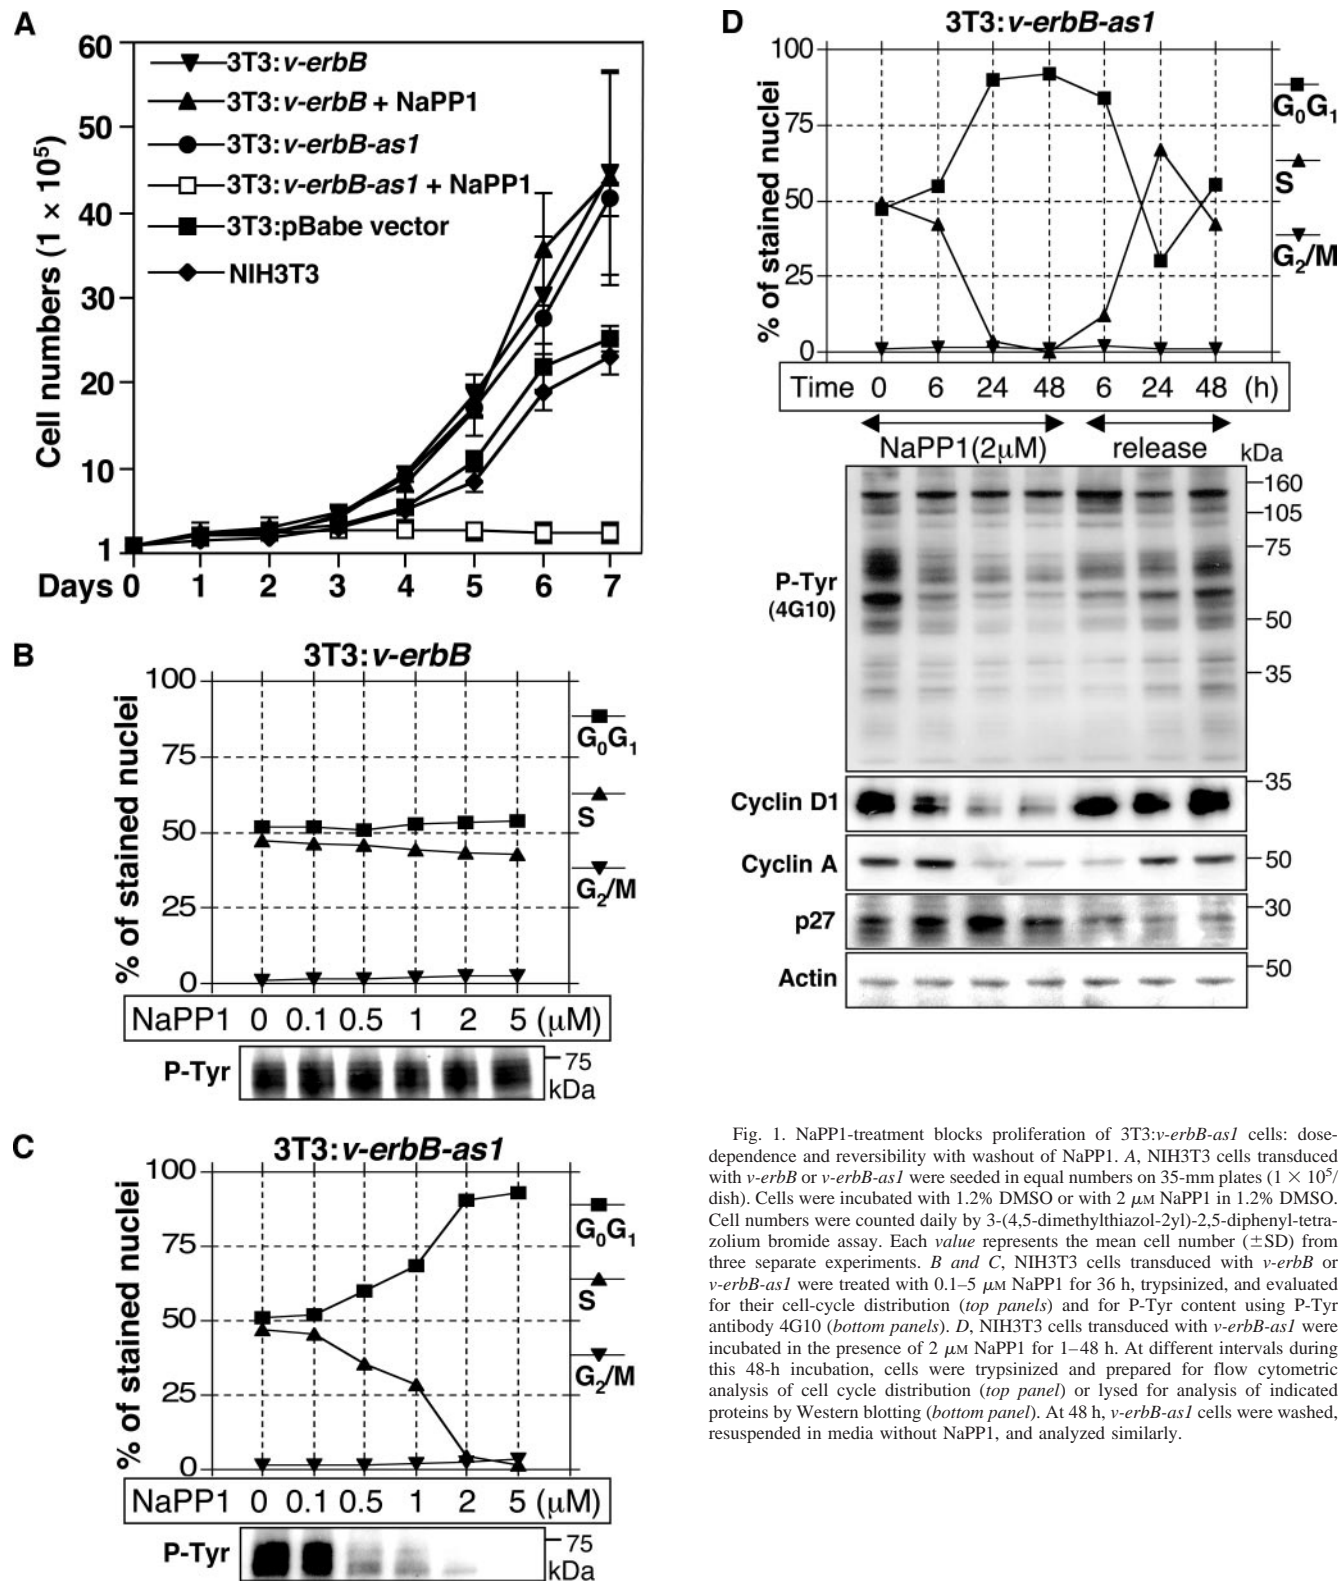 A
60
50
40
30
20
10
1
Cell numbers (1 × 10⁵)
3T3:v-erbB
3T3:v-erbB + NaPP1
3T3:v-erbB-as1
3T3:v-erbB-as1 + NaPP1
3T3:pBabe vector
NIH3T3
Days 0 1 2 3 4 5 6 7
B
3T3:v-erbB
% of stained nuclei
100
75
50
25
0
G₀G₁
S
G₂/M
NaPP1 0 0.1 0.5 1 2 5 (μM)
P-Tyr
75
kDa
C
3T3:v-erbB-as1
% of stained nuclei
100
75
50
25
0
G₀G₁
S
G₂/M
NaPP1 0 0.1 0.5 1 2 5 (μM)
P-Tyr
75
kDa
D
3T3:v-erbB-as1
% of stained nuclei
100
75
50
25
0
G₀G₁
S
G₂/M
Time 0 6 24 48 6 24 48 (h)
NaPP1(2μM) release
kDa
P-Tyr
(4G10)
160
105
75
50
35
Cyclin D1
35
Cyclin A
50
p27
30
Actin
50
Fig. 1. NaPP1-treatment blocks proliferation of 3T3:v-erbB-as1 cells: dose-
dependence and reversibility with washout of NaPP1. A, NIH3T3 cells transduced
with v-erbB or v-erbB-as1 were seeded in equal numbers on 35-mm plates (1 × 10⁵/
dish). Cells were incubated with 1.2% DMSO or with 2 μM NaPP1 in 1.2% DMSO.
Cell numbers were counted daily by 3-(4,5-dimethylthiazol-2yl)-2,5-diphenyl-tetra-
zolium bromide assay. Each value represents the mean cell number (±SD) from
three separate experiments. B and C, NIH3T3 cells transduced with v-erbB or
v-erbB-as1 were treated with 0.1–5 μM NaPP1 for 36 h, trypsinized, and evaluated
for their cell-cycle distribution (top panels) and for P-Tyr content using P-Tyr
antibody 4G10 (bottom panels). D, NIH3T3 cells transduced with v-erbB-as1 were
incubated in the presence of 2 μM NaPP1 for 1–48 h. At different intervals during
this 48-h incubation, cells were trypsinized and prepared for flow cytometric
analysis of cell cycle distribution (top panel) or lysed for analysis of indicated
proteins by Western blotting (bottom panel). At 48 h, v-erbB-as1 cells were washed,
resuspended in media without NaPP1, and analyzed similarly.